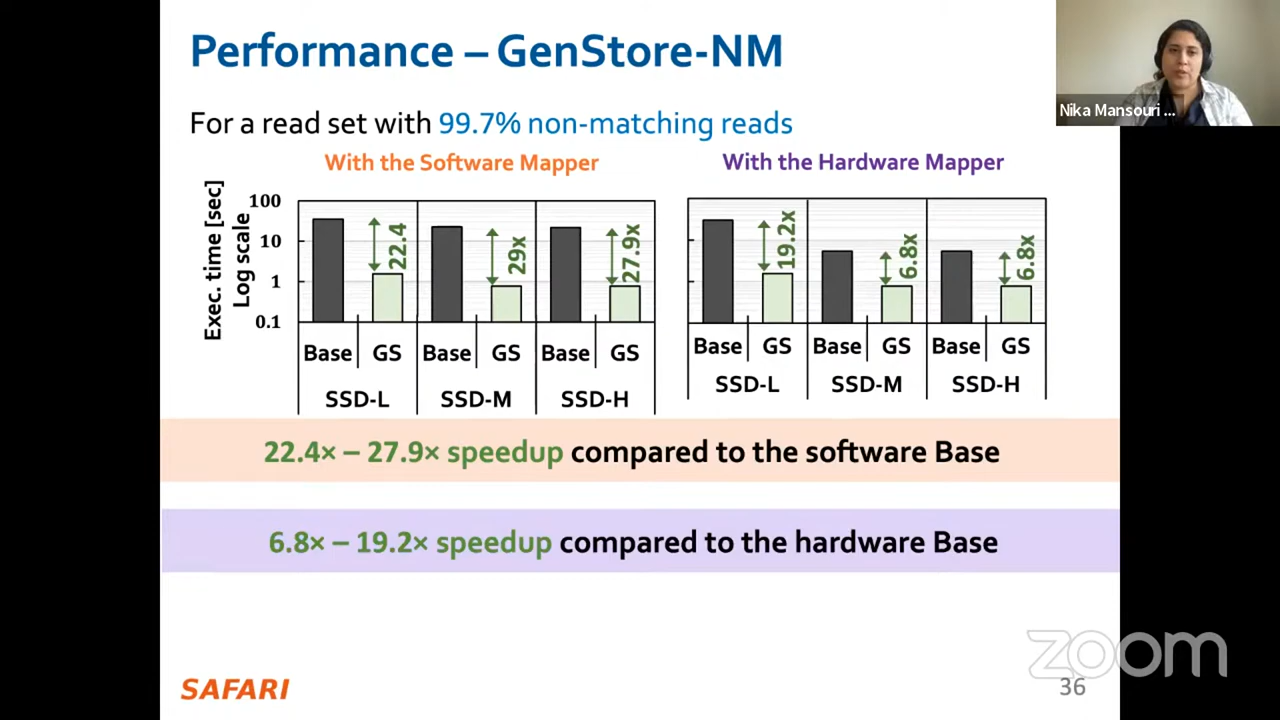 Performance – GenStore-NM
Nika Mansouri ...
For a read set with 99.7% non-matching reads
With the Software Mapper
With the Hardware Mapper
Exec. time [sec]
Log scale
100
10
1
0.1
22.4
29x
27.9x
19.2x
6.8x
6.8x
Base GS Base GS Base GS
SSD-L SSD-M SSD-H
Base GS Base GS Base GS
SSD-L SSD-M SSD-H
22.4× – 27.9× speedup compared to the software Base
6.8× – 19.2× speedup compared to the hardware Base
zoom
SAFARI
36